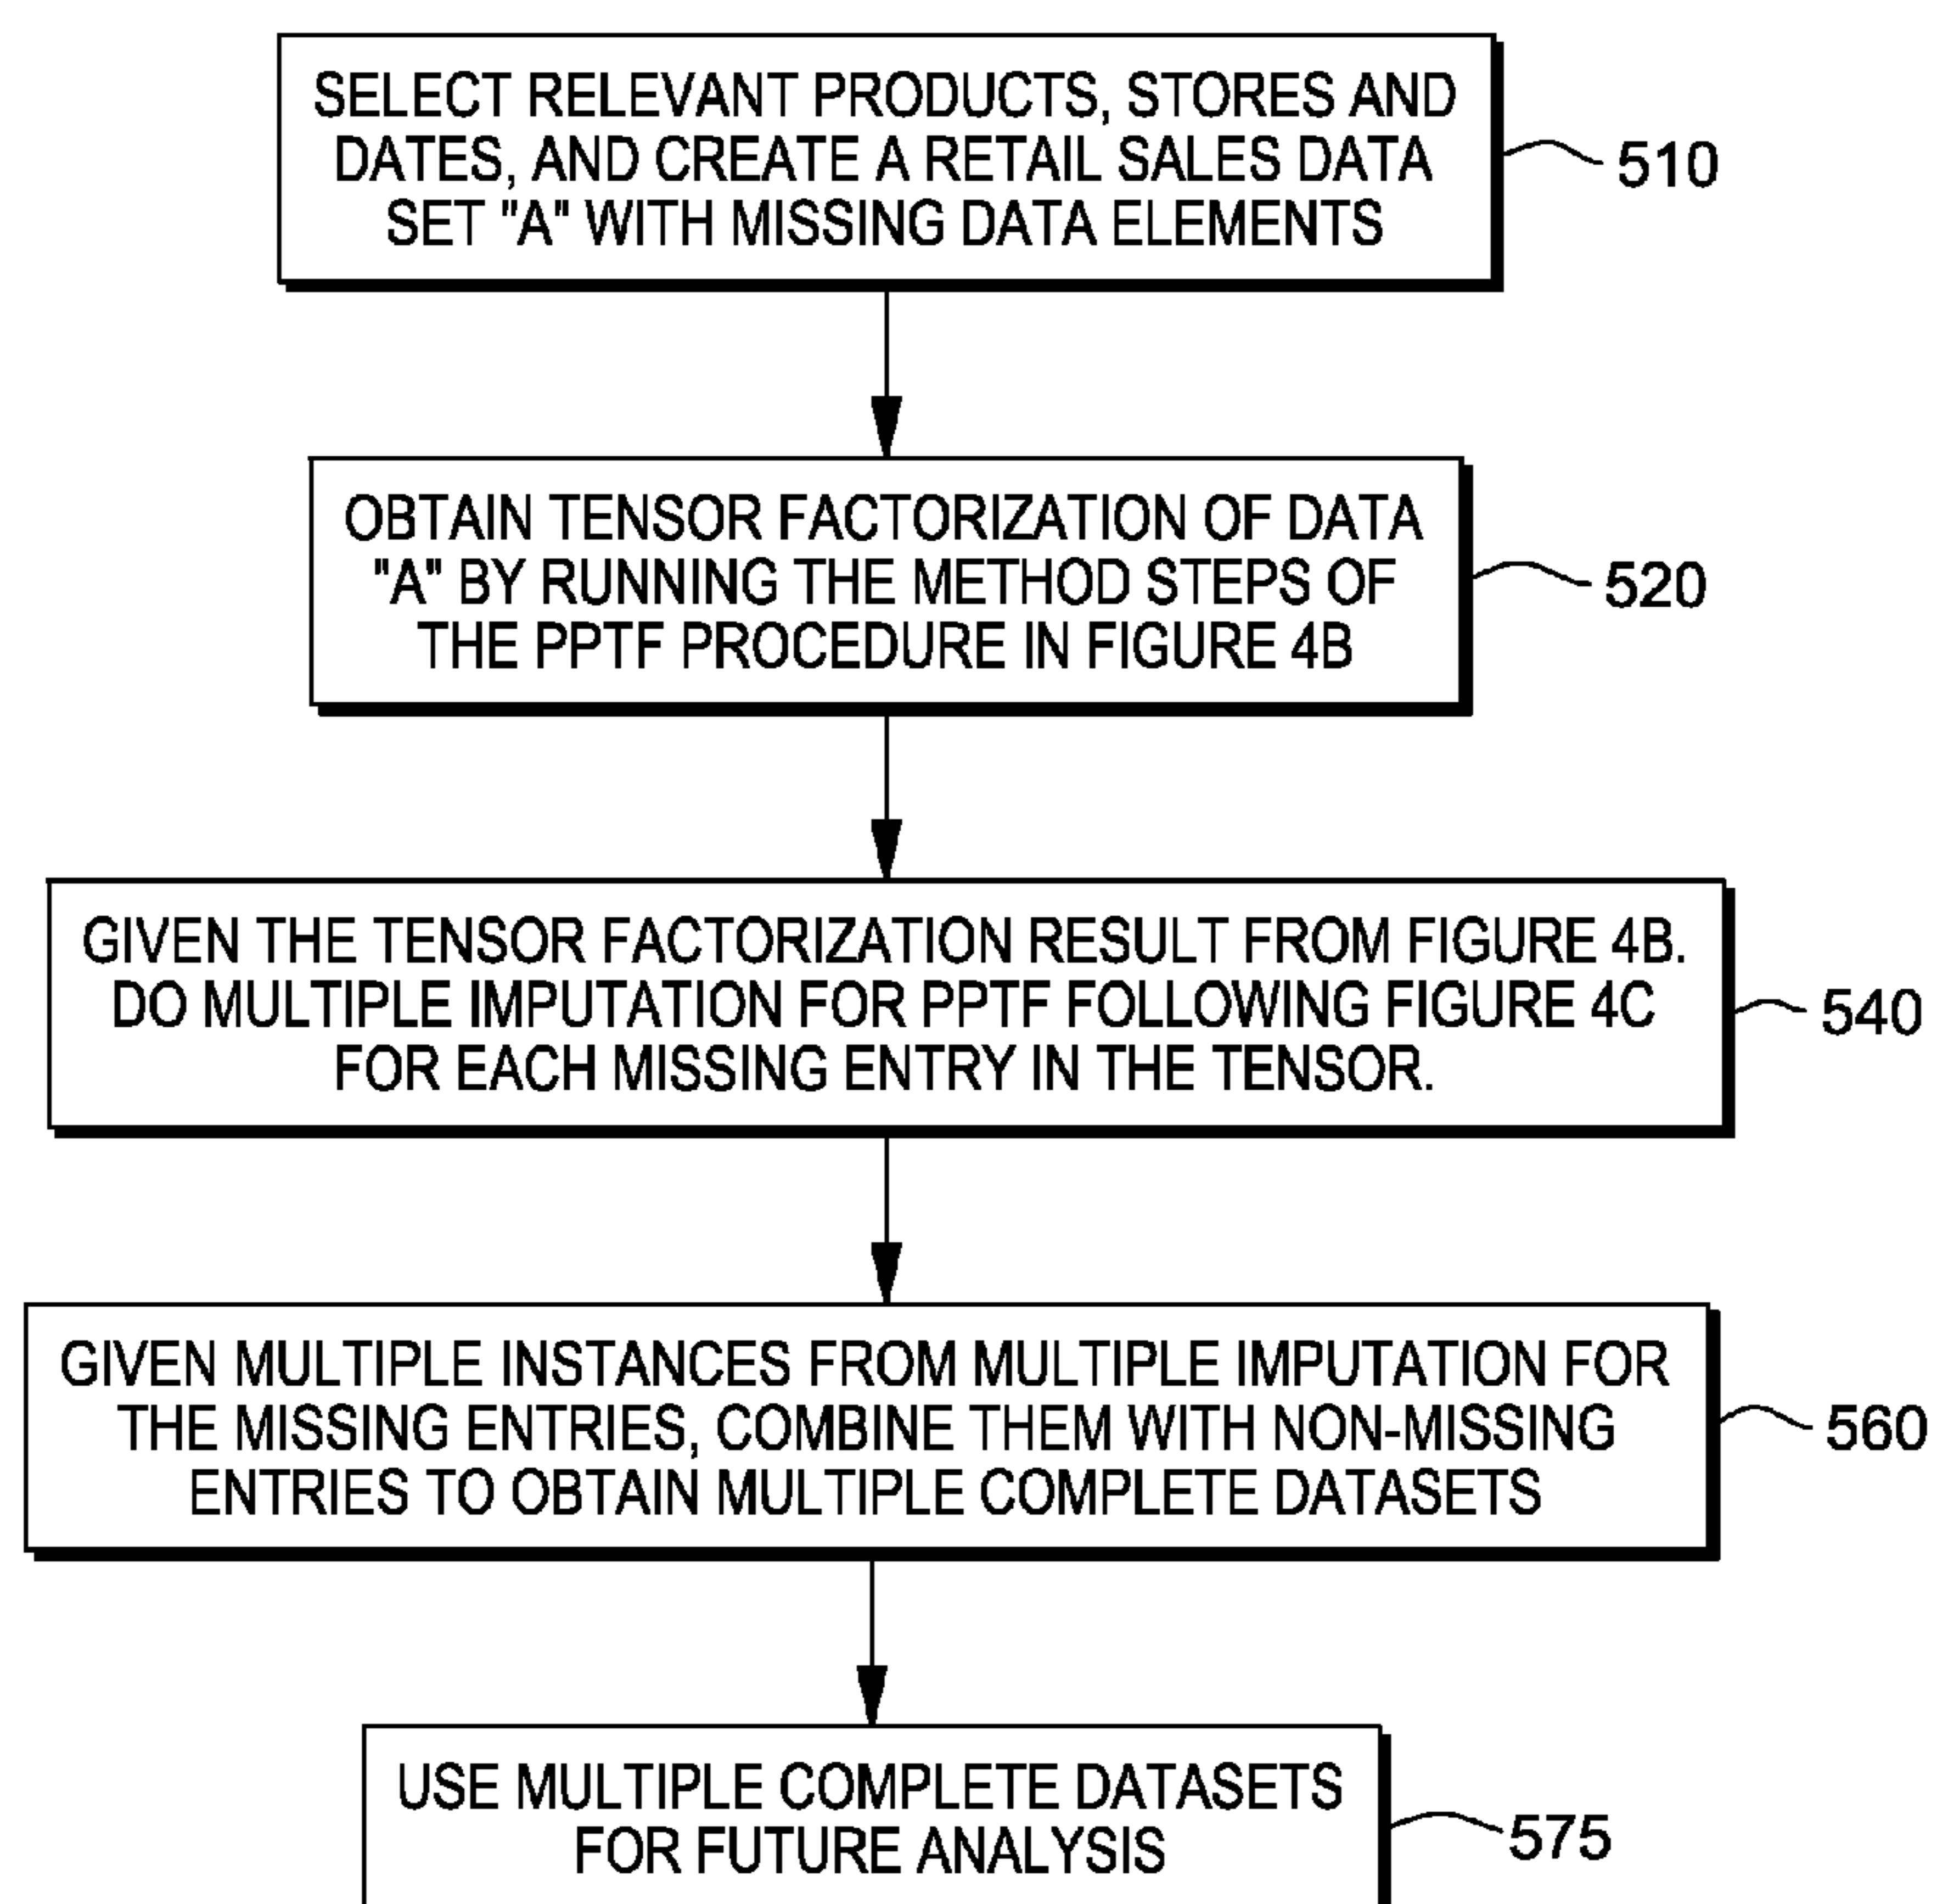 SELECT RELEVANT PRODUCTS, STORES AND
DATES, AND CREATE A RETAIL SALES DATA
SET "A" WITH MISSING DATA ELEMENTS
510
OBTAIN TENSOR FACTORIZATION OF DATA
"A" BY RUNNING THE METHOD STEPS OF
THE PPTF PROCEDURE IN FIGURE 4B
520
GIVEN THE TENSOR FACTORIZATION RESULT FROM FIGURE 4B.
DO MULTIPLE IMPUTATION FOR PPTF FOLLOWING FIGURE 4C
FOR EACH MISSING ENTRY IN THE TENSOR.
540
GIVEN MULTIPLE INSTANCES FROM MULTIPLE IMPUTATION FOR
THE MISSING ENTRIES, COMBINE THEM WITH NON-MISSING
ENTRIES TO OBTAIN MULTIPLE COMPLETE DATASETS
560
USE MULTIPLE COMPLETE DATASETS
FOR FUTURE ANALYSIS
575